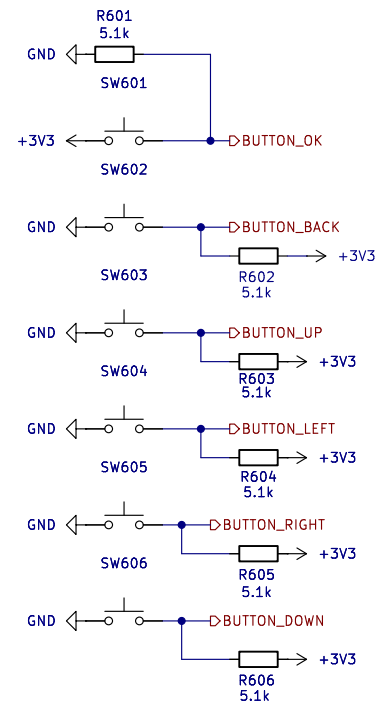 R601
5.1k
GND
SW601
+3V3
BUTTON_OK
SW602
GND
BUTTON_BACK
+3V3
SW603
R602
5.1k
GND
BUTTON_UP
+3V3
SW604
R603
5.1k
GND
BUTTON_LEFT
+3V3
SW605
R604
5.1k
GND
BUTTON_RIGHT
+3V3
SW606
R605
5.1k
GND
BUTTON_DOWN
+3V3
R606
5.1k